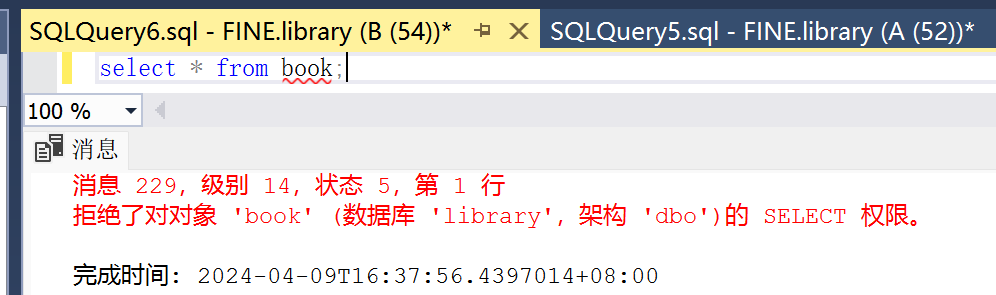 SQLQuery6.sql - FINE.library (B (54))* SQLQuery5.sql - FINE.library (A (52))*
select * from book;
100 %
消息
消息 229，级别 14，状态 5，第 1 行
拒绝了对对象 'book' (数据库 'library'，架构 'dbo')的 SELECT 权限。
完成时间: 2024-04-09T16:37:56.4397014+08:00